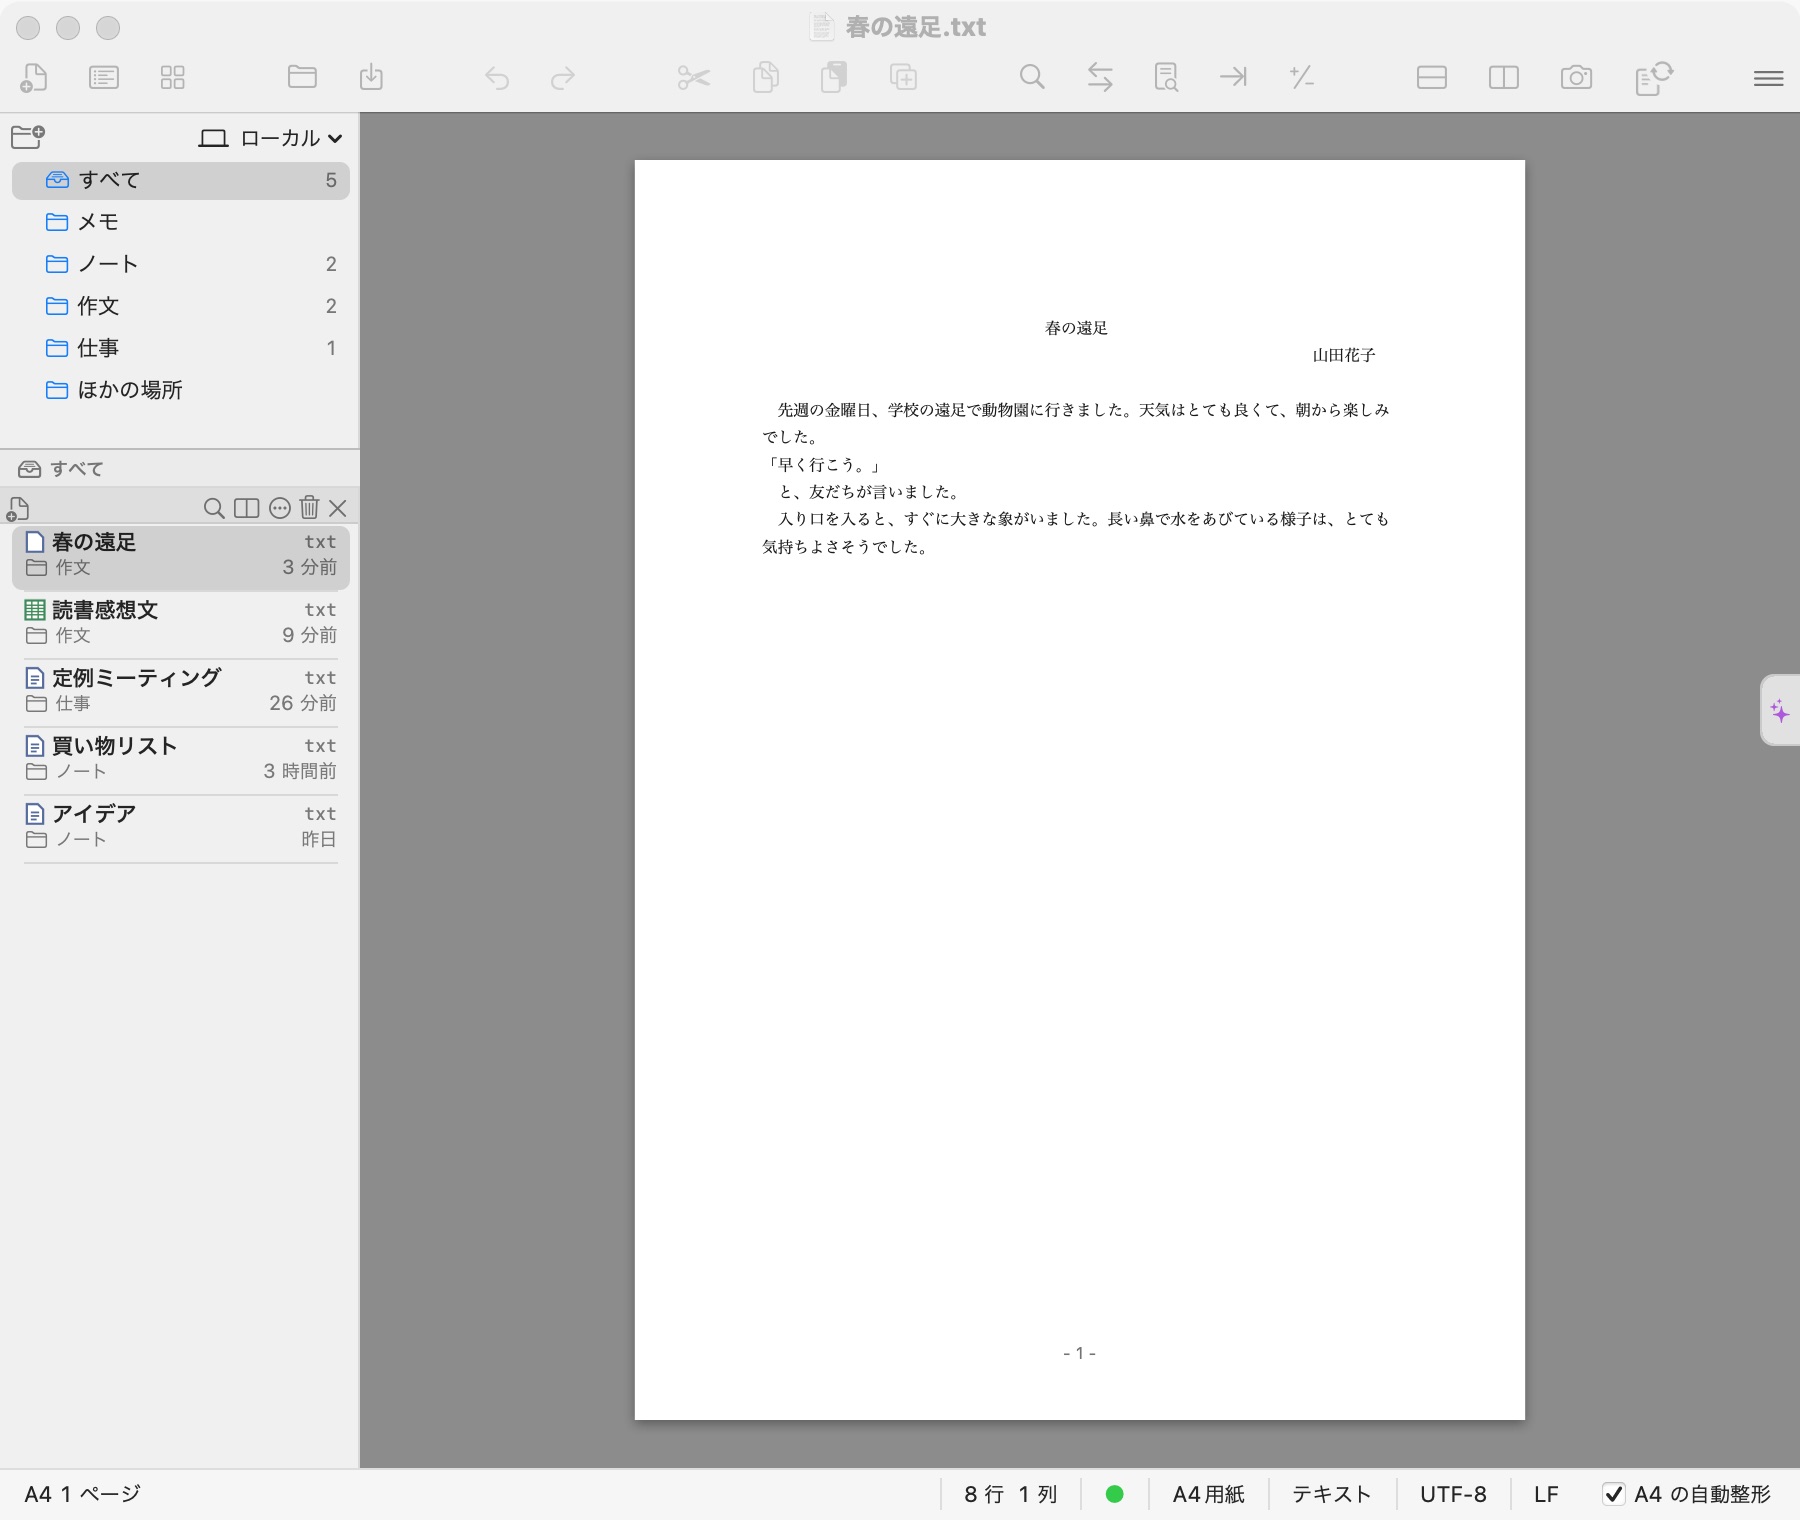 春の遠足.txt
ローカル
すべて 5
メモ
ノート 2
作文 2
仕事 1
ほかの場所
すべて
春の遠足 txt
作文 3 分前
読書感想文 txt
作文 9 分前
定例ミーティング txt
仕事 26 分前
買い物リスト txt
ノート 3 時間前
アイデア txt
ノート 昨日
春の遠足
山田花子
　先週の金曜日、学校の遠足で動物園に行きました。天気はとても良くて、朝から楽しみ
でした。
「早く行こう。」
　と、友だちが言いました。
　入り口を入ると、すぐに大きな象がいました。長い鼻で水をあびている様子は、とても
気持ちよさそうでした。
- 1 -
A4 1 ページ
8 行 1 列
A4用紙
テキスト
UTF-8
LF
A4 の自動整形